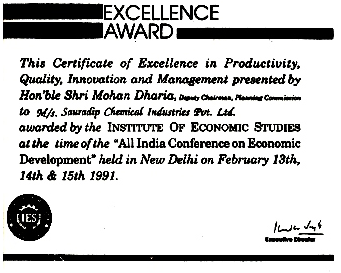 EXCELLENCE
AWARD
This Certificate of Excellence in Productivity,
Quality, Innovation and Management presented by
Hon'ble Shri Mohan Dharia, Deputy Chairman, Planning Commission
to M/s. Sauradip Chemical Industries Pvt. Ltd.
awarded by the INSTITUTE OF ECONOMIC STUDIES
at the time of the "All India Conference on Economic
Development" held in New Delhi on February 13th,
14th & 15th 1991.
IES
Executive Director